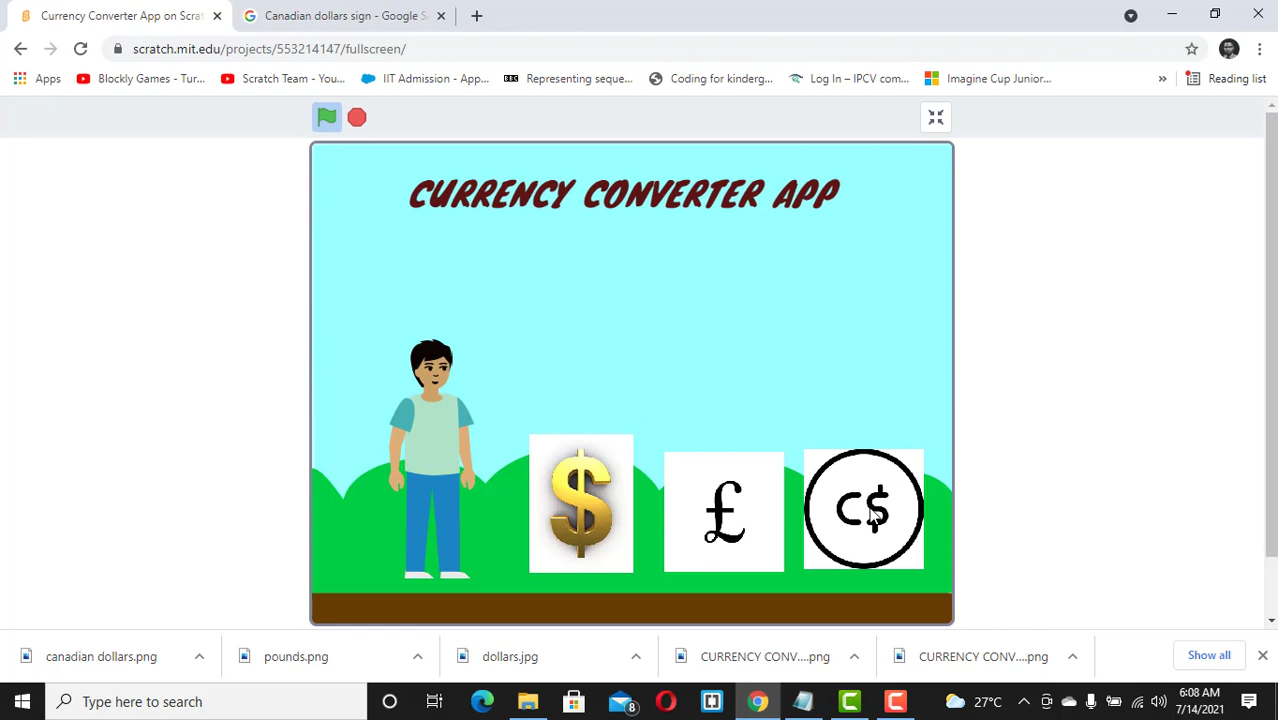 Currency Converter App on Scrat
Canadian dollars sign - Google S
scratch.mit.edu/projects/553214147/fullscreen/
Apps
Blockly Games - Tur...
Scratch Team - You...
IIT Admission - App...
Representing seque...
Coding for kinderg...
Log In – IPCV com...
Imagine Cup Junior...
»
Reading list
CURRENCY CONVERTER APP
$
£
C$
canadian dollars.png
pounds.png
dollars.jpg
CURRENCY CONV....png
CURRENCY CONV....png
Show all
Type here to search
8
27°C
6:08 AM
7/14/2021